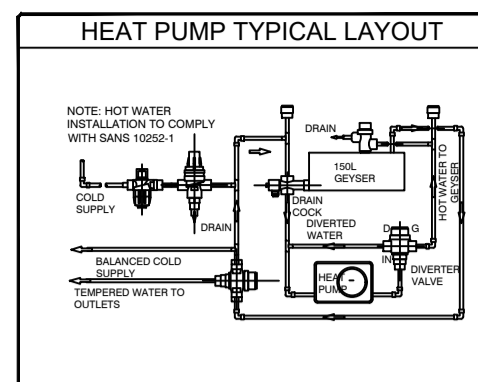 HEAT PUMP TYPICAL LAYOUT
NOTE: HOT WATER
INSTALLATION TO COMPLY
WITH SANS 10252-1
DRAIN
150L
GEYSER
HOT WATER TO
GEYSER
COLD
SUPPLY
DRAIN
COCK
DRAIN
DIVERTED
WATER
D
G
IN
DIVERTER
VALVE
BALANCED COLD
SUPPLY
HEAT
PUMP
TEMPERED WATER TO
OUTLETS